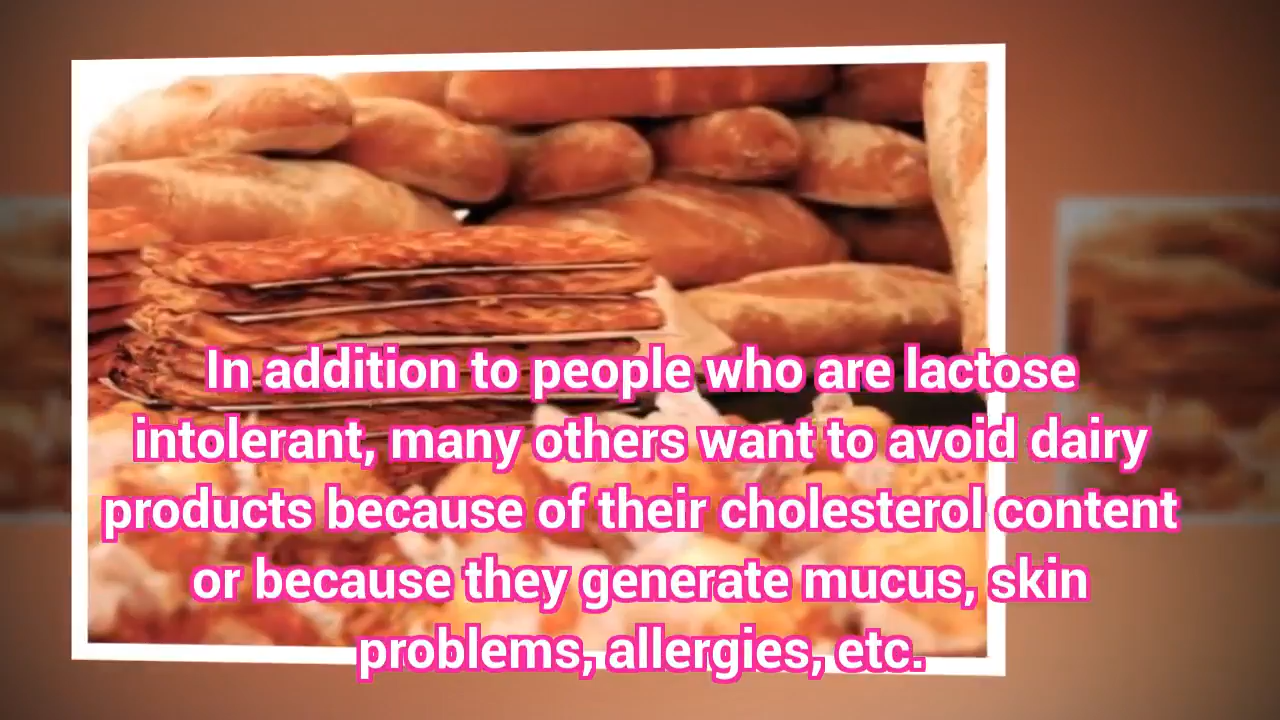 In addition to people who are lactose
intolerant, many others want to avoid dairy
products because of their cholesterol content
or because they generate mucus, skin
problems, allergies, etc.